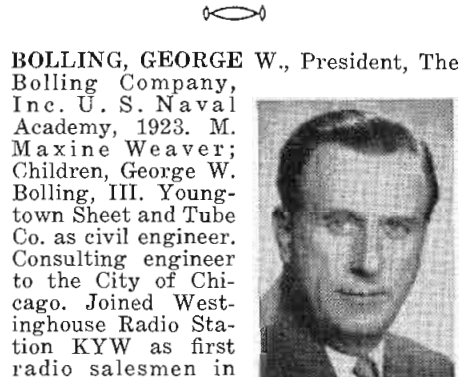 BOLLING, GEORGE W., President, The
Bolling Company,
Inc. U. S. Naval
Academy, 1923. M.
Maxine Weaver;
Children, George W.
Bolling, III. Young-
town Sheet and Tube
Co. as civil engineer.
Consulting engineer
to the City of Chi-
cago. Joined West-
inghouse Radio Sta-
tion KYW as first
radio salesmen in